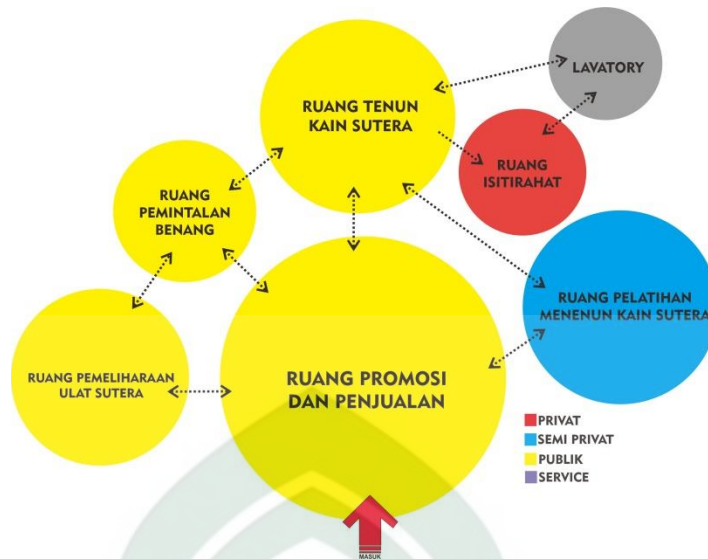 LAVATORY
RUANG TENUN
KAIN SUTERA
RUANG
ISITIRAHAT
RUANG
PEMINTALAN
BENANG
RUANG PELATIHAN
MENENUN KAIN SUTERA
RUANG PEMELIHARAAN
ULAT SUTERA
RUANG PROMOSI
DAN PENJUALAN
PRIVAT
SEMI PRIVAT
PUBLIK
SERVICE
MASUK